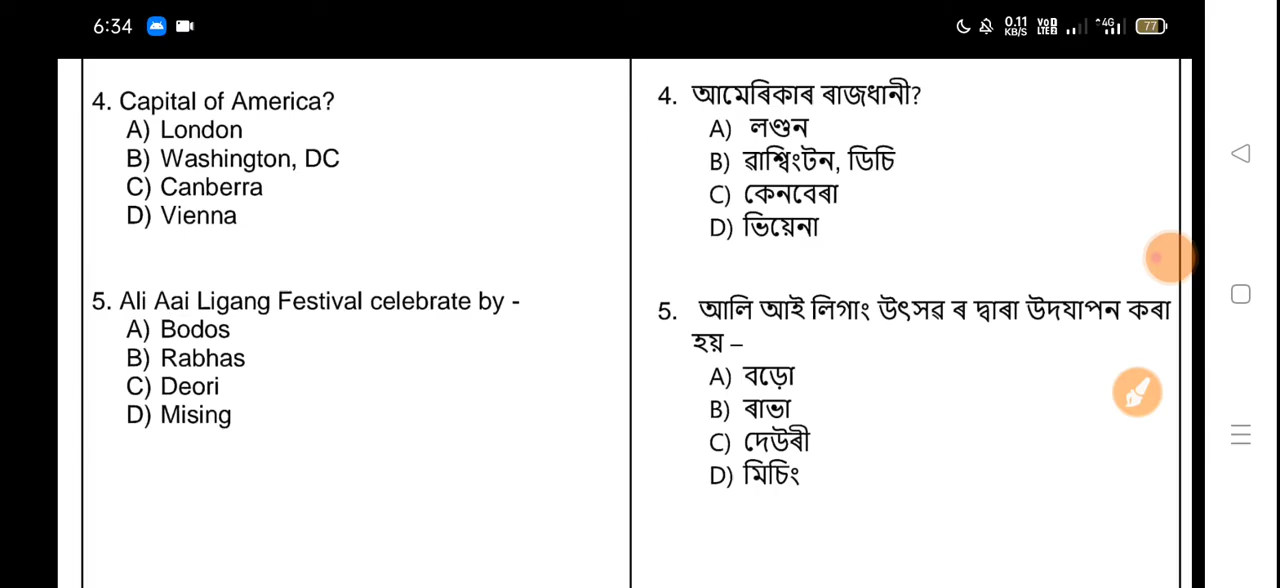 6:34
0.11 KB/S VoD LTE2 4G 77
4. Capital of America?
A) London
B) Washington, DC
C) Canberra
D) Vienna
5. Ali Aai Ligang Festival celebrate by -
A) Bodos
B) Rabhas
C) Deori
D) Mising
4. আমেৰিকাৰ ৰাজধানী?
A) লণ্ডন
B) ৱাশ্বিংটন, ডিচি
C) কেনবেৰা
D) ভিয়েনা
5. আলি আই লিগাং উৎসৱ ৰ দ্বাৰা উদযাপন কৰা
হয় –
A) বড়ো
B) ৰাভা
C) দেউৰী
D) মিচিং